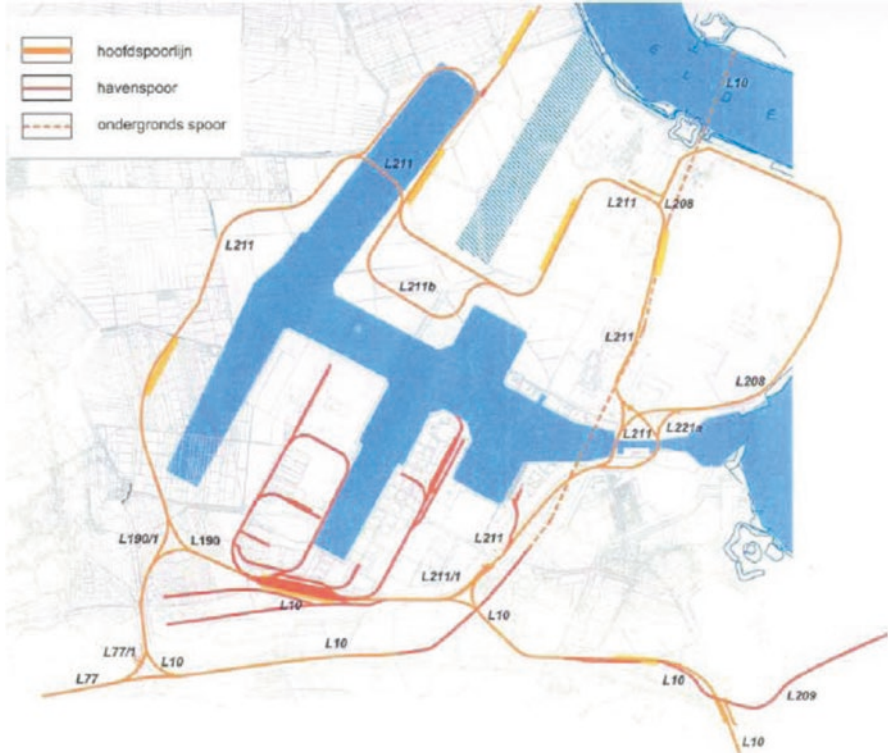 hoofdspoorlijn
havenspoor
ondergronds spoor
L10
L211
L211
L208
L211
L211b
L211
L208
L211
L221a
L190/1
L190
L211
L211/1
L10
L10
L10
L77/1
L10
L77
L10
L209
L10